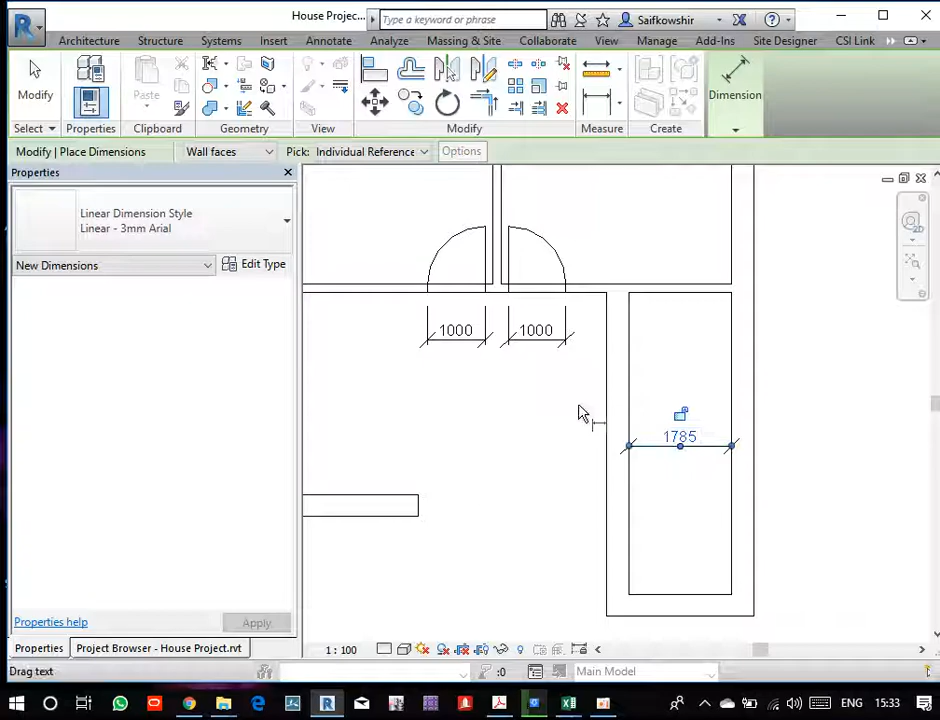 House Projec...
Type a keyword or phrase
Saifkowshir
Architecture Structure Systems Insert Annotate Analyze Massing & Site Collaborate View Manage Add-Ins Site Designer CSI Link
Modify
Paste
Dimension
Select Properties Clipboard Geometry View Modify Measure Create
Modify | Place Dimensions
Wall faces
Pick:
Individual Reference
Options
Properties
Linear Dimension Style
Linear - 3mm Arial
New Dimensions
Edit Type
2D
1000
1000
1785
Properties help
Apply
Properties
Project Browser - House Project.rvt
1 : 100
Drag text
:0
Main Model
ENG
15:33